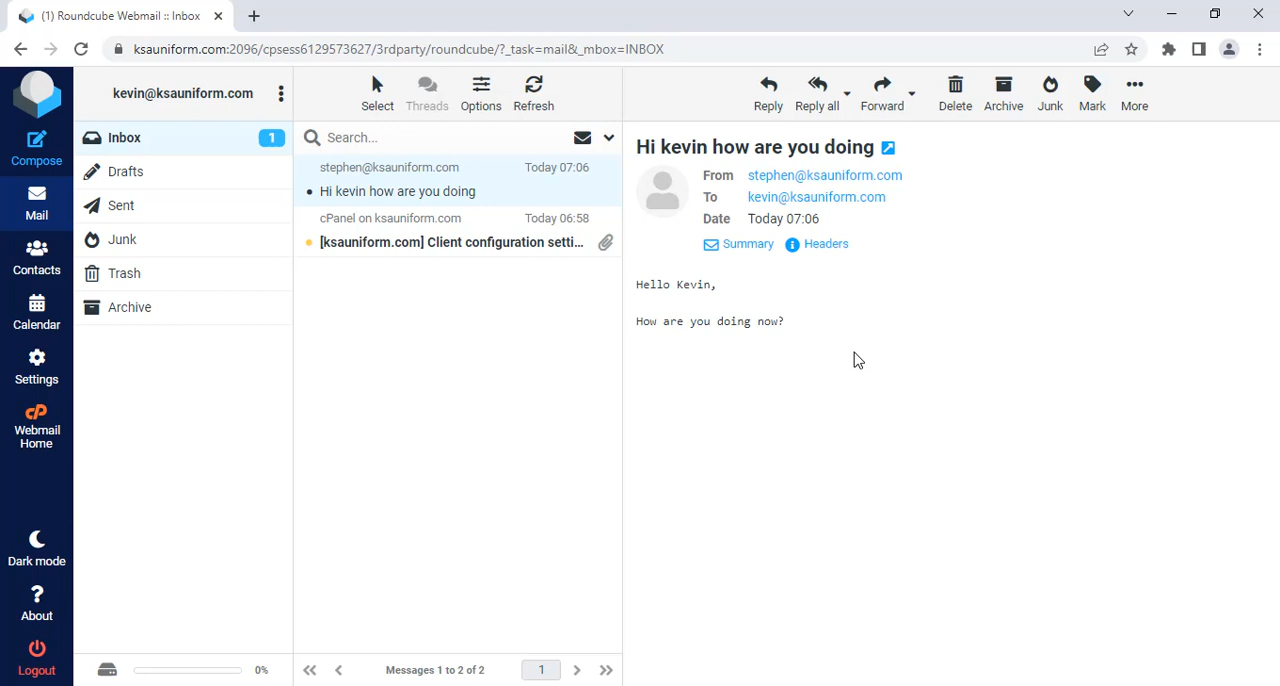 (1) Roundcube Webmail :: Inbox
ksauniform.com:2096/cpsess6129573627/3rdparty/roundcube/?_task=mail&_mbox=INBOX
Compose
Mail
Contacts
Calendar
Settings
cP
Webmail
Home
Dark mode
?
About
Logout
kevin@ksauniform.com
Inbox 1
Drafts
Sent
Junk
Trash
Archive
0%
Select Threads Options Refresh
Search...
stephen@ksauniform.com Today 07:06
Hi kevin how are you doing
cPanel on ksauniform.com Today 06:58
[ksauniform.com] Client configuration setti...
Messages 1 to 2 of 2 1
Reply Reply all Forward Delete Archive Junk Mark More
Hi kevin how are you doing
From stephen@ksauniform.com
To kevin@ksauniform.com
Date Today 07:06
Summary Headers
Hello Kevin,
How are you doing now?